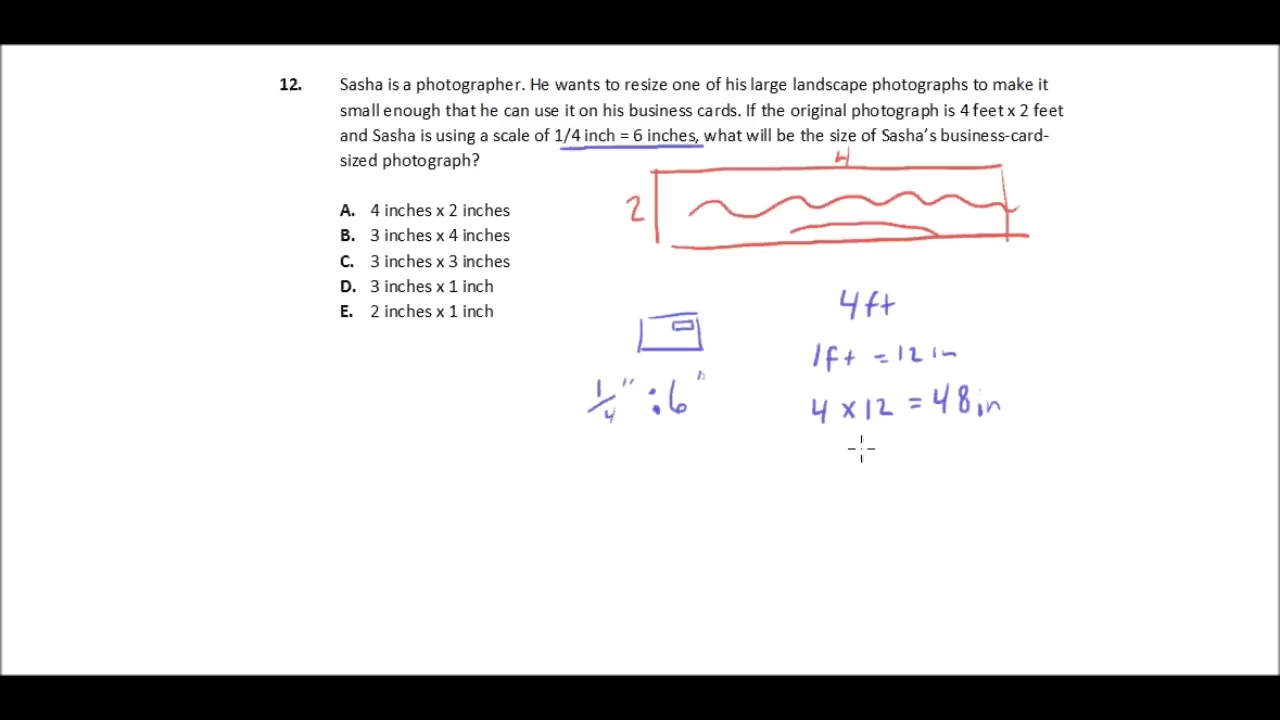 12. Sasha is a photographer. He wants to resize one of his large landscape photographs to make it
small enough that he can use it on his business cards. If the original photograph is 4 feet x 2 feet
and Sasha is using a scale of 1/4 inch = 6 inches, what will be the size of Sasha's business-card-
sized photograph?
4
2
A. 4 inches x 2 inches
B. 3 inches x 4 inches
C. 3 inches x 3 inches
D. 3 inches x 1 inch
E. 2 inches x 1 inch
4ft
1ft = 12 in
1/4" : 6"
4 x 12 = 48 in